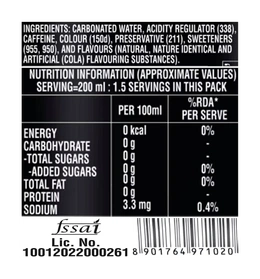 INGREDIENTS: CARBONATED WATER, ACIDITY REGULATOR (338),
CAFFEINE, COLOUR (150d), PRESERVATIVE (211), SWEETENERS
(955, 950), AND FLAVOURS (NATURAL, NATURE IDENTICAL AND
ARTIFICIAL (COLA) FLAVOURING SUBSTANCES).
NUTRITION INFORMATION (APPROXIMATE VALUES)
SERVING=200 ml : 1.5 SERVINGS IN THIS PACK
PER 100ml %RDA* PER SERVE
ENERGY 0 kcal 0%
CARBOHYDRATE 0 g
-TOTAL SUGARS 0 g
-ADDED SUGARS 0 g 0%
TOTAL FAT 0 g 0%
PROTEIN 0 g
SODIUM 3.3 mg 0.4%
fssai
Lic. No.
10012022000261
8 901764 971020